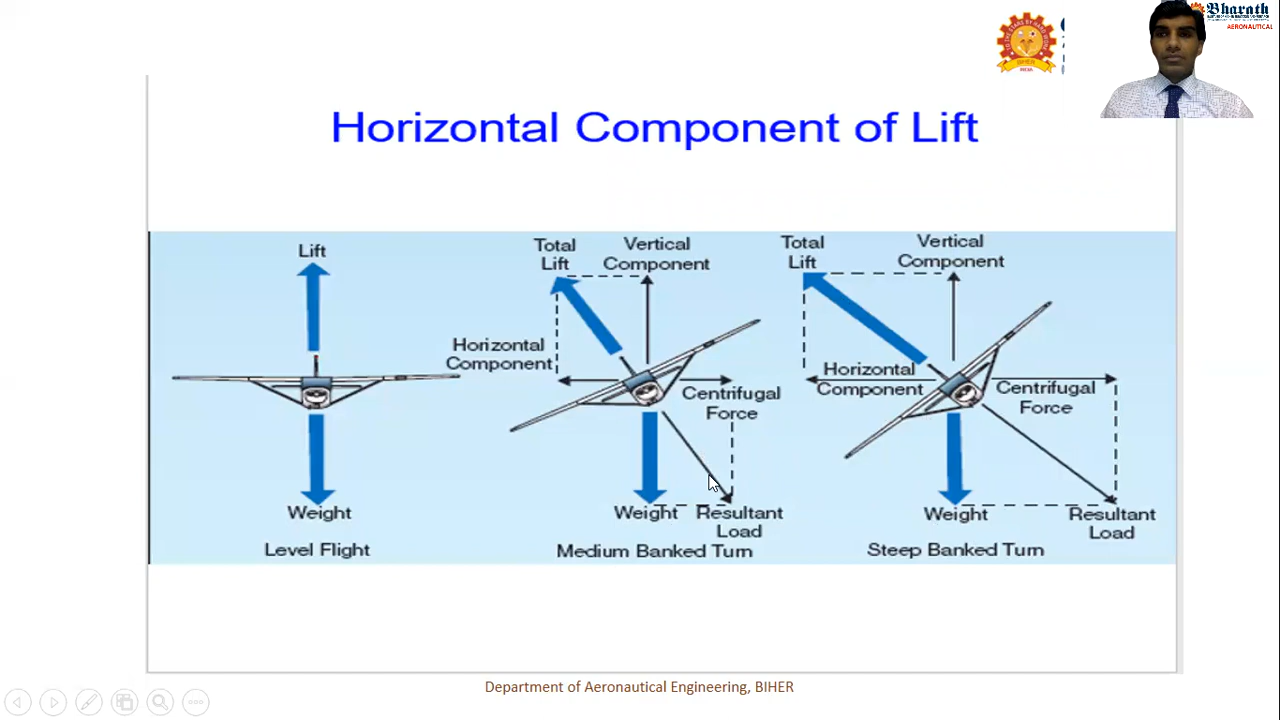 Bharath
AERONAUTICAL
BIHER
Horizontal Component of Lift
Lift
Weight
Level Flight
Total
Lift
Vertical
Component
Horizontal
Component
Centrifugal
Force
Weight
Resultant
Load
Medium Banked Turn
Total
Lift
Vertical
Component
Horizontal
Component
Centrifugal
Force
Weight
Resultant
Load
Steep Banked Turn
Department of Aeronautical Engineering, BIHER